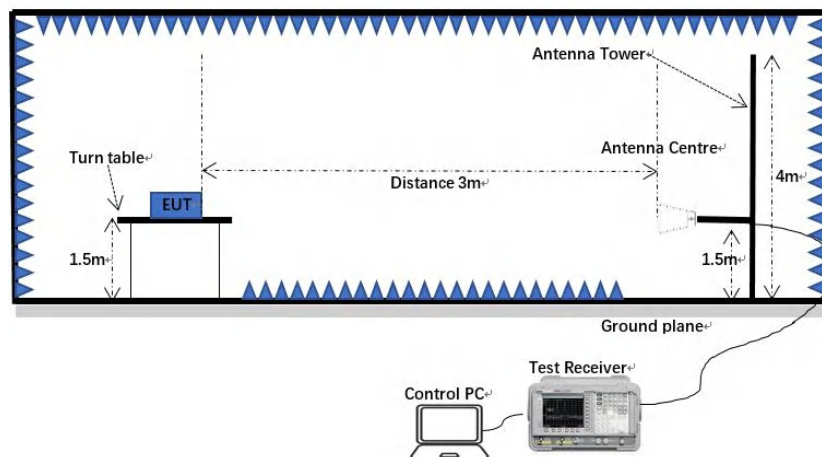 Antenna Tower
Turn table
Antenna Centre
Distance 3m
4m
EUT
1.5m
1.5m
Ground plane
Test Receiver
Control PC